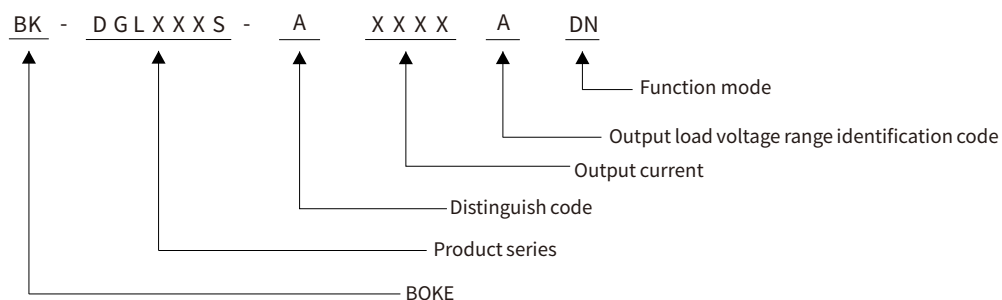 BK - DGLXXXS - A XXXX A DN
Function mode
Output load voltage range identification code
Output current
Distinguish code
Product series
BOKE